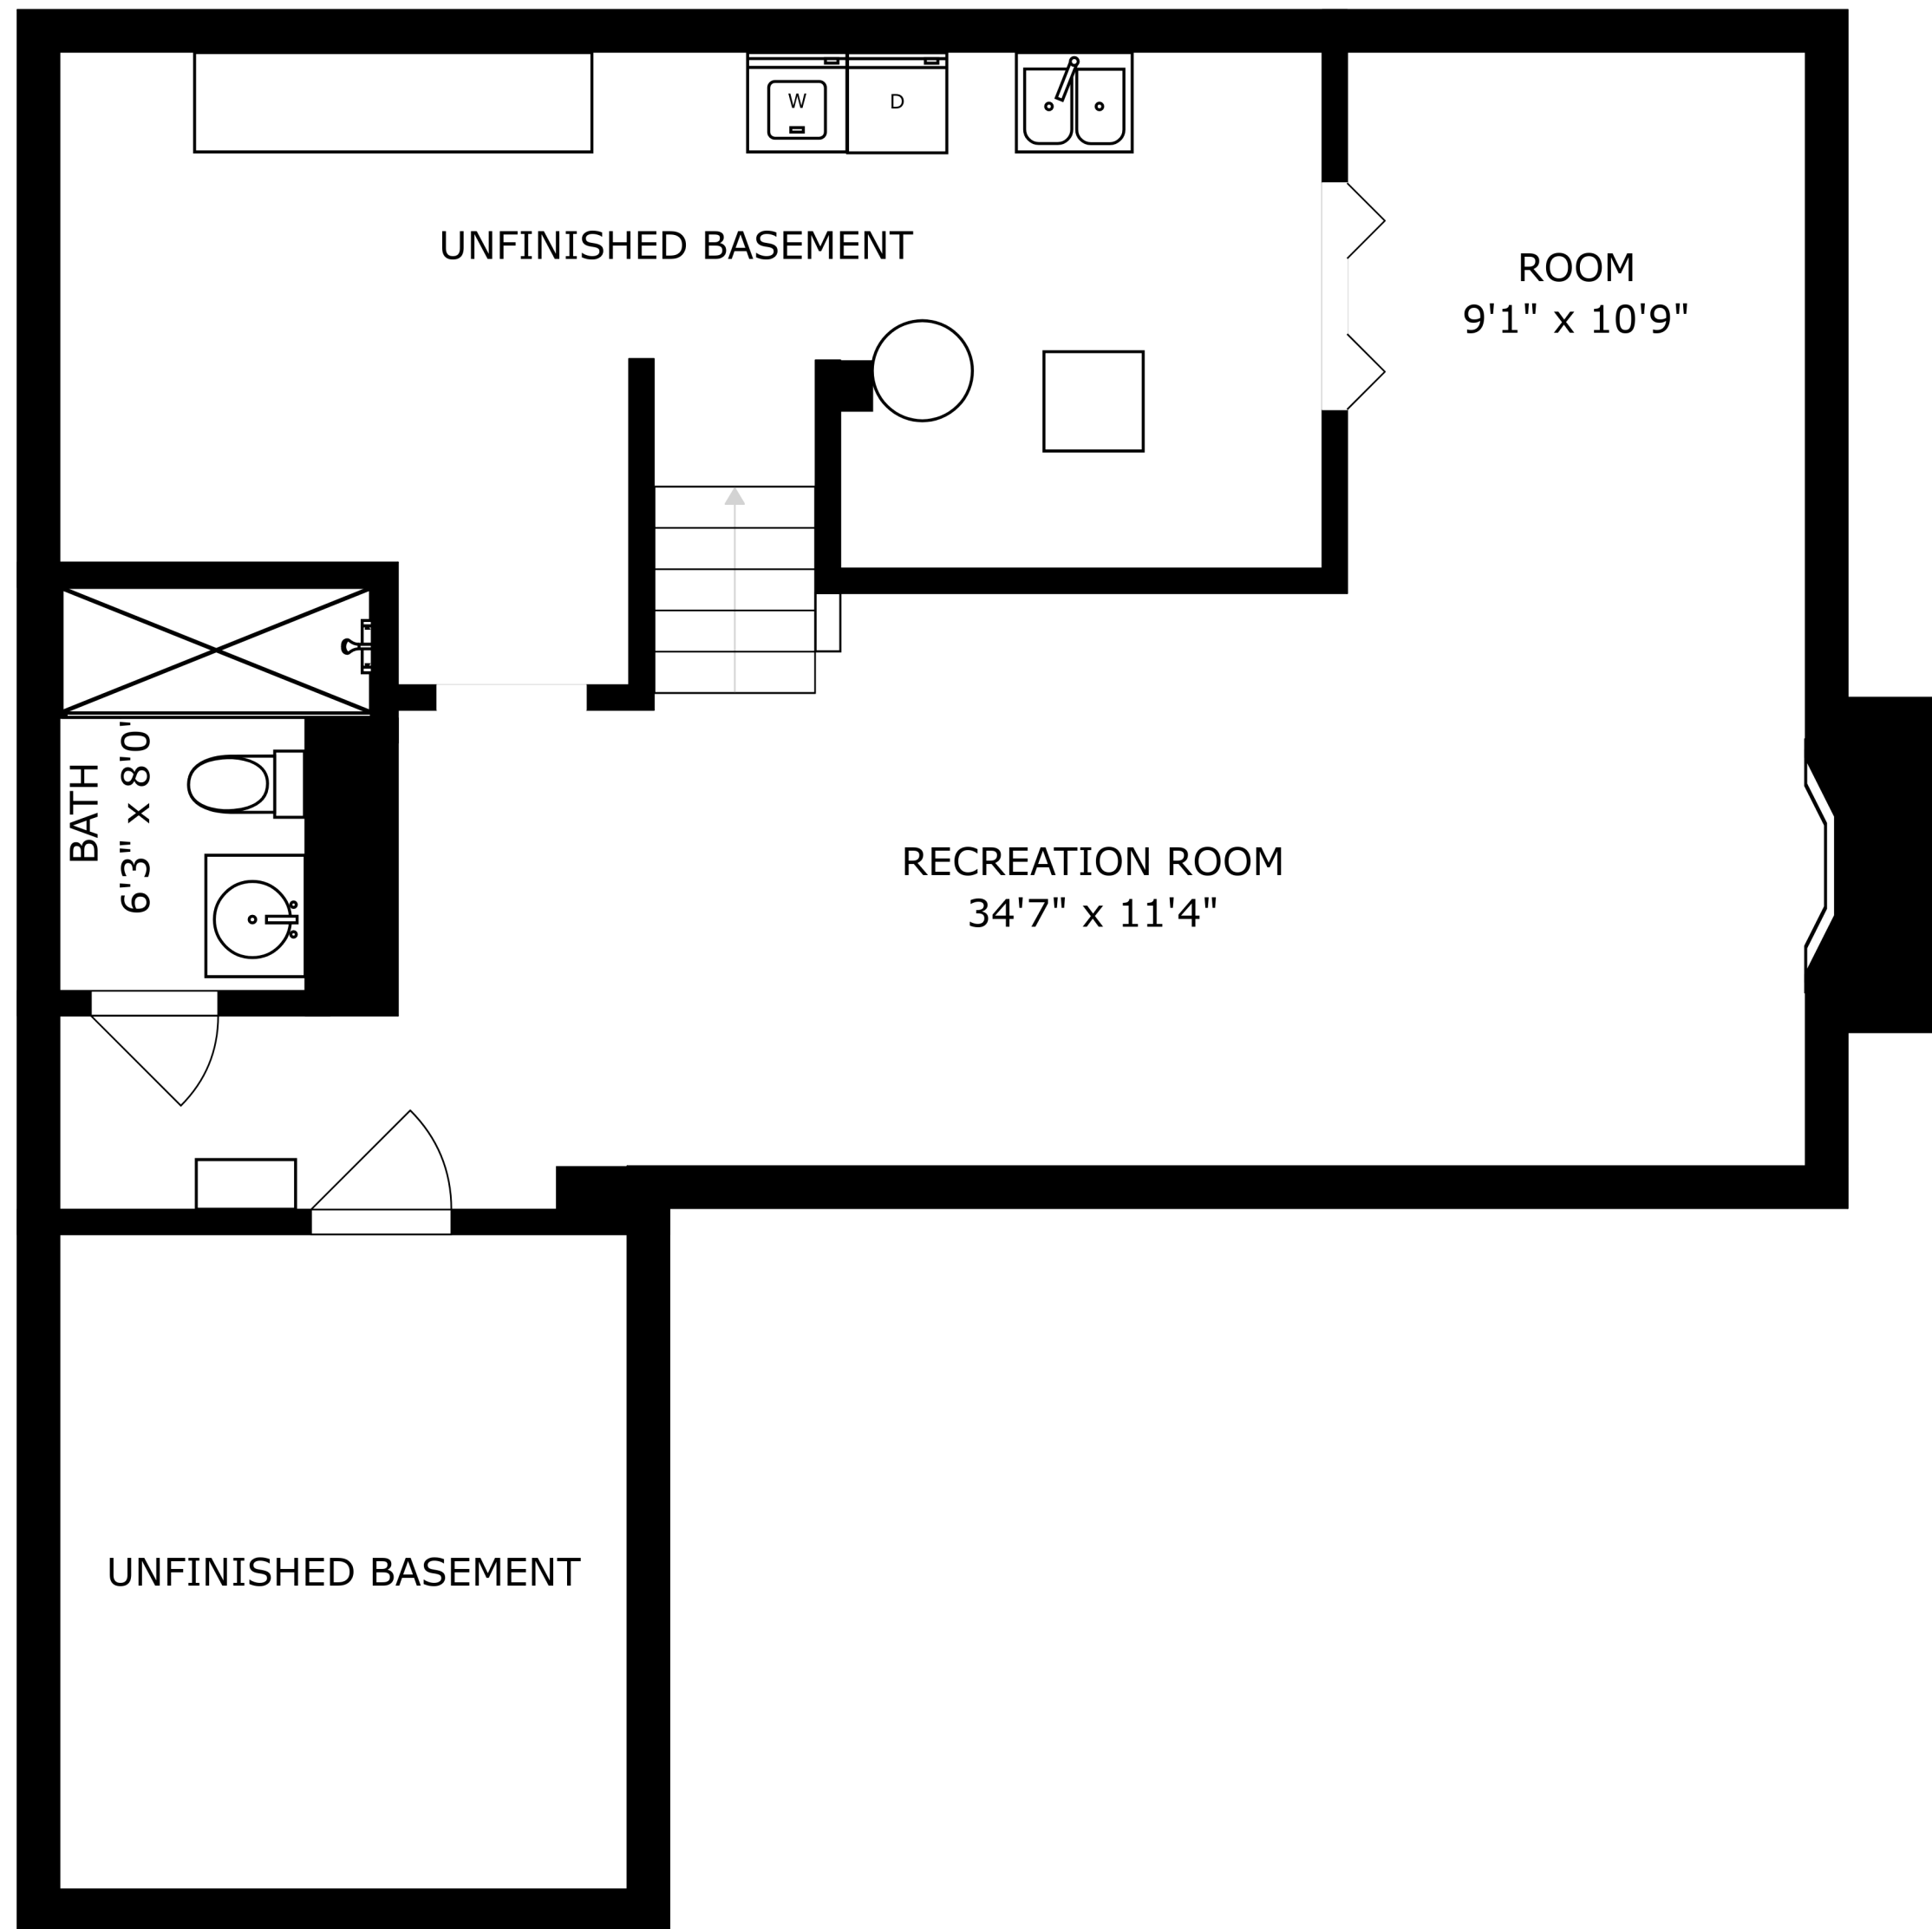 W
D
UNFINISHED BASEMENT
ROOM
9'1" x 10'9"
BATH
6'3" x 8'0"
RECREATION ROOM
34'7" x 11'4"
UNFINISHED BASEMENT